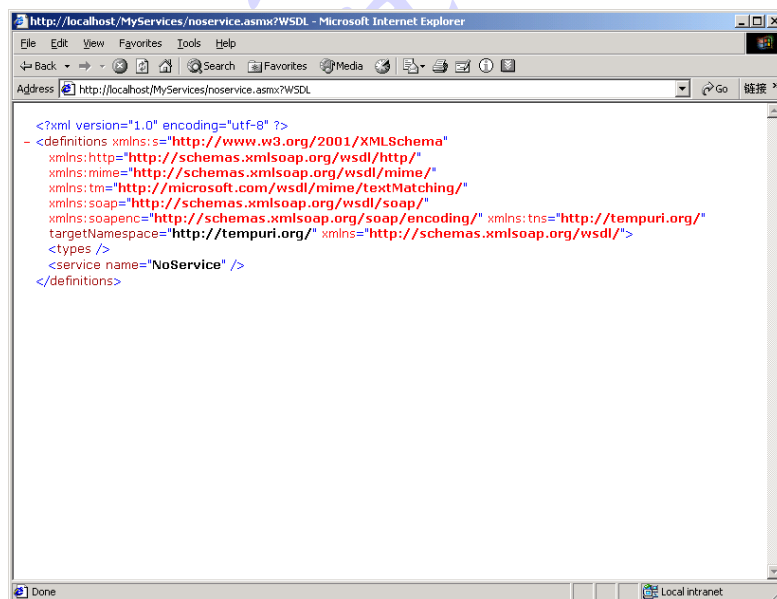 http://localhost/MyServices/noservice.asmx?WSDL - Microsoft Internet Explorer
File Edit View Favorites Tools Help
Back Search Favorites Media
Address http://localhost/MyServices/noservice.asmx?WSDL Go 链接 »
<?xml version="1.0" encoding="utf-8" ?>
- <definitions xmlns:s="http://www.w3.org/2001/XMLSchema"
xmlns:http="http://schemas.xmlsoap.org/wsdl/http/"
xmlns:mime="http://schemas.xmlsoap.org/wsdl/mime/"
xmlns:tm="http://microsoft.com/wsdl/mime/textMatching/"
xmlns:soap="http://schemas.xmlsoap.org/wsdl/soap/"
xmlns:soapenc="http://schemas.xmlsoap.org/soap/encoding/" xmlns:tns="http://tempuri.org/"
targetNamespace="http://tempuri.org/" xmlns="http://schemas.xmlsoap.org/wsdl/">
<types />
<service name="NoService" />
</definitions>
Done Local intranet